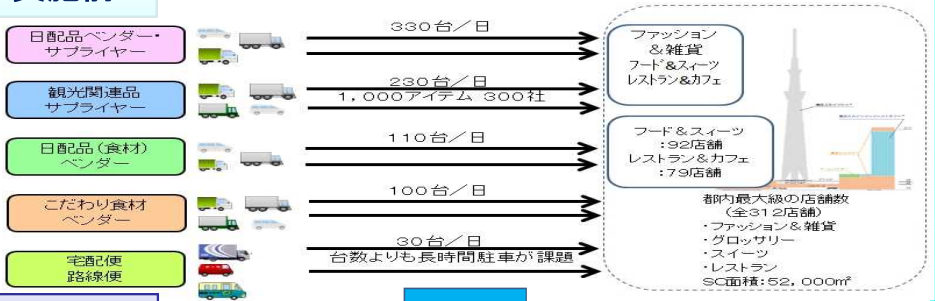 日配品ベンダー・
サプライヤー
330台/日
ファッション
&雑貨
フード&スィーツ
レストラン&カフェ
観光関連品
サプライヤー
230台/日
1,000アイテム 300社
日配品(食材)
ベンダー
110台/日
フード&スィーツ
:92店舗
レストラン&カフェ
:79店舗
こだわり食材
ベンダー
100台/日
都内最大級の店舗数
(全312店舗)
・ファッション&雑貨
・グロッサリー
・スイーツ
・レストラン
SC面積:52,000㎡
宅配便
路線便
30台/日
台数よりも長時間駐車が課題